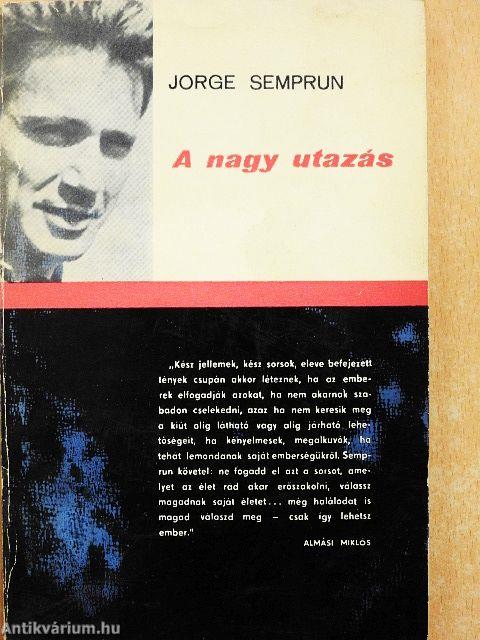 JORGE SEMPRUN
A nagy utazás
„Kész jellemek, kész sorsok, eleve befejezett
tények csupán akkor léteznek, ha az embe-
rek elfogadják azokat, ha nem akarnak sza-
badon cselekedni, azaz ha nem keresik meg
a kiút alig látható vagy alig járható lehe-
tőségeit, ha kényelmesek, megalkuvók, ha
tehát lemondanak saját emberségükről. Semp-
run követel: ne fogadd el azt a sorsot, ame-
lyet az élet rád akar erőszakolni, válassz
magadnak saját életet... még halálodat is
magad válaszd meg – csak így lehetsz
ember."
ALMÁSI MIKLÓS
Antikvárium.hu